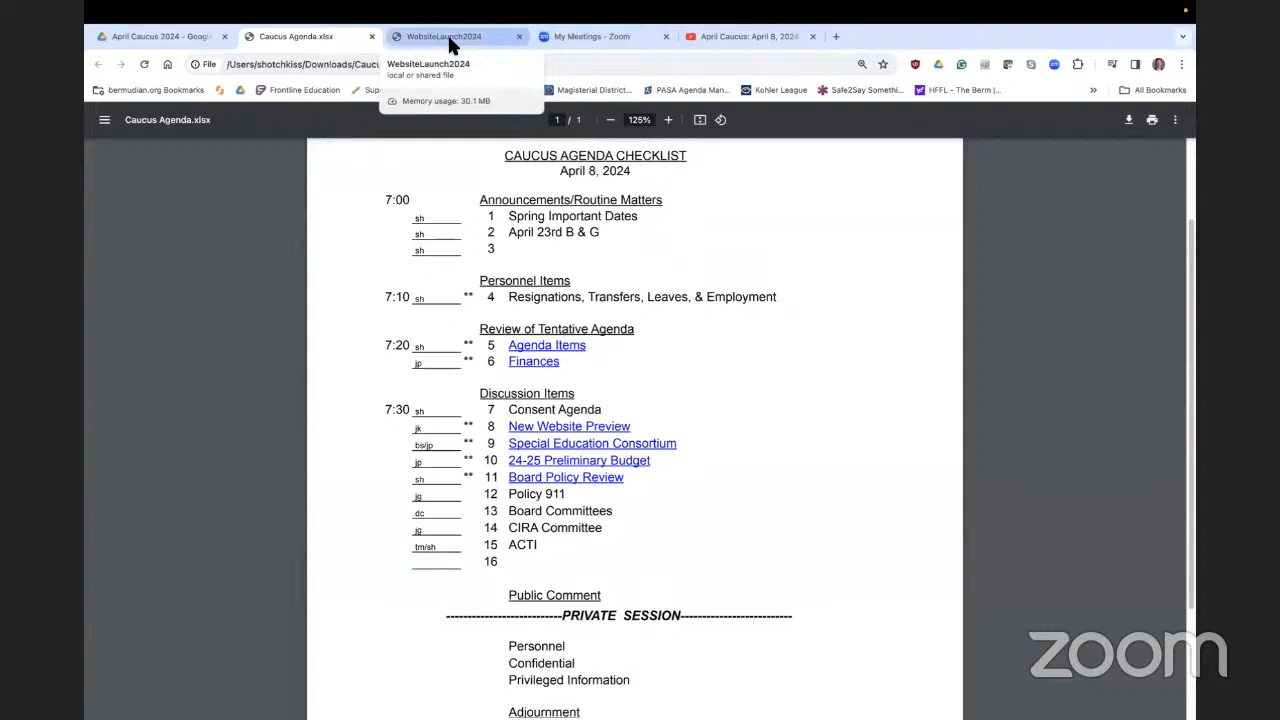 April Caucus 2024 - Google
Caucus Agenda.xlsx
WebsiteLaunch2024
My Meetings - Zoom
April Caucus: April 8, 2024
File
/Users/shotchkiss/Downloads/Caucu
WebsiteLaunch2024
local or shared file
Memory usage: 30.1 MB
bermudian.org Bookmarks
Frontline Education
Sup
Magisterial District...
PASA Agenda Man...
Kohler League
Safe2Say Somethi...
HFFL – The Berm |...
All Bookmarks
Caucus Agenda.xlsx
1 / 1
125%
CAUCUS AGENDA CHECKLIST
April 8, 2024
7:00 Announcements/Routine Matters
sh 1 Spring Important Dates
sh 2 April 23rd B & G
sh 3
Personnel Items
7:10 sh ** 4 Resignations, Transfers, Leaves, & Employment
Review of Tentative Agenda
7:20 sh ** 5 Agenda Items
jp ** 6 Finances
Discussion Items
7:30 sh 7 Consent Agenda
jk ** 8 New Website Preview
bs/jp ** 9 Special Education Consortium
jp ** 10 24-25 Preliminary Budget
sh ** 11 Board Policy Review
jg 12 Policy 911
dc 13 Board Committees
jg 14 CIRA Committee
tm/sh 15 ACTI
16
Public Comment
--------------------------PRIVATE SESSION-------------------------
Personnel
Confidential
Privileged Information
Adjournment
zoom